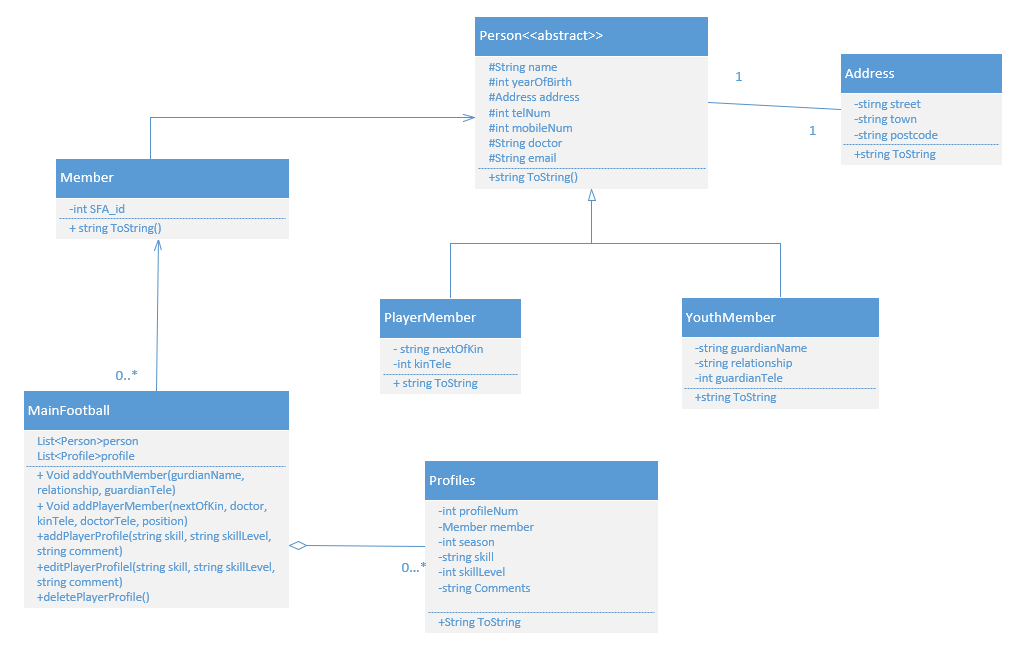 Person<<abstract>>
#String name
#int yearOfBirth
#Address address
#int telNum
#int mobileNum
#String doctor
#String email
+string ToString()
1
1
Address
-stirng street
-string town
-string postcode
+string ToString
Member
-int SFA_id
+ string ToString()
0..*
PlayerMember
- string nextOfKin
-int kinTele
+ string ToString
YouthMember
-string guardianName
-string relationship
-int guardianTele
+string ToString
MainFootball
List<Person>person
List<Profile>profile
+ Void addYouthMember(gurdianName,
relationship, guardianTele)
+ Void addPlayerMember(nextOfKin, doctor,
kinTele, doctorTele, position)
+addPlayerProfile(string skill, string skillLevel,
string comment)
+editPlayerProfilel(string skill, string skillLevel,
string comment)
+deletePlayerProfile()
0...*
Profiles
-int profileNum
-Member member
-int season
-string skill
-int skillLevel
-string Comments
+String ToString